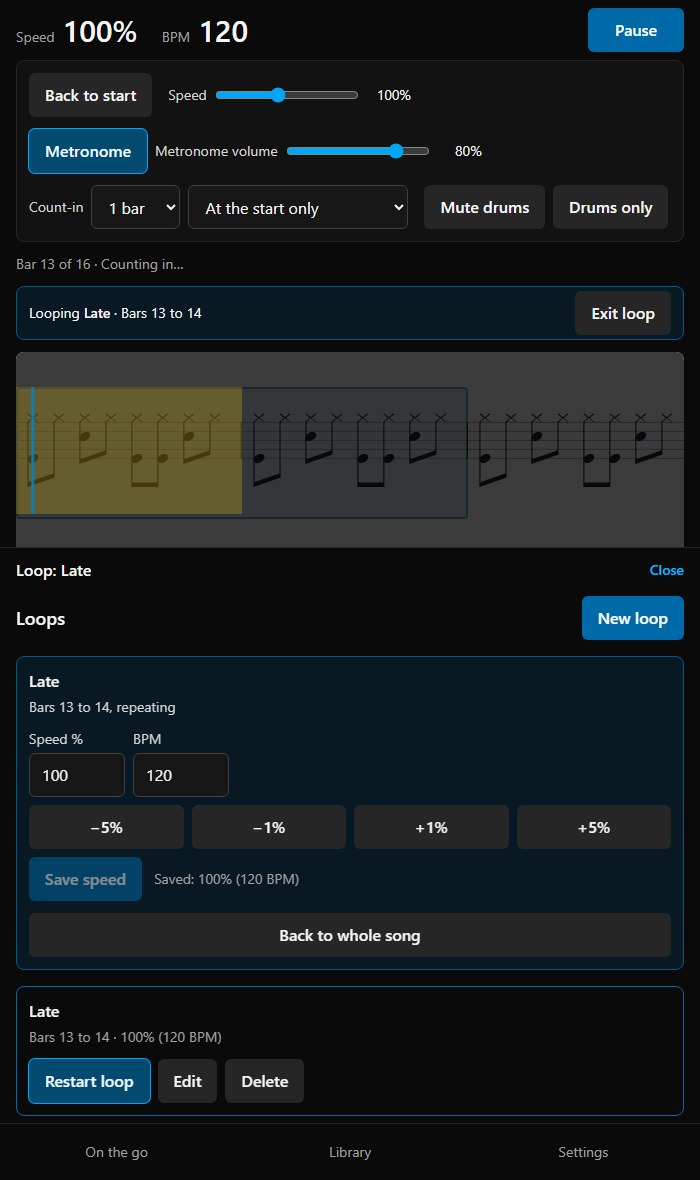 Speed 100% BPM 120 Pause
Back to start Speed 100%
Metronome Metronome volume 80%
Count-in 1 bar At the start only Mute drums Drums only
Bar 13 of 16 · Counting in...
Looping Late · Bars 13 to 14 Exit loop
Loop: Late Close
Loops New loop
Late
Bars 13 to 14, repeating
Speed % BPM
100 120
−5% −1% +1% +5%
Save speed Saved: 100% (120 BPM)
Back to whole song
Late
Bars 13 to 14 · 100% (120 BPM)
Restart loop Edit Delete
On the go Library Settings